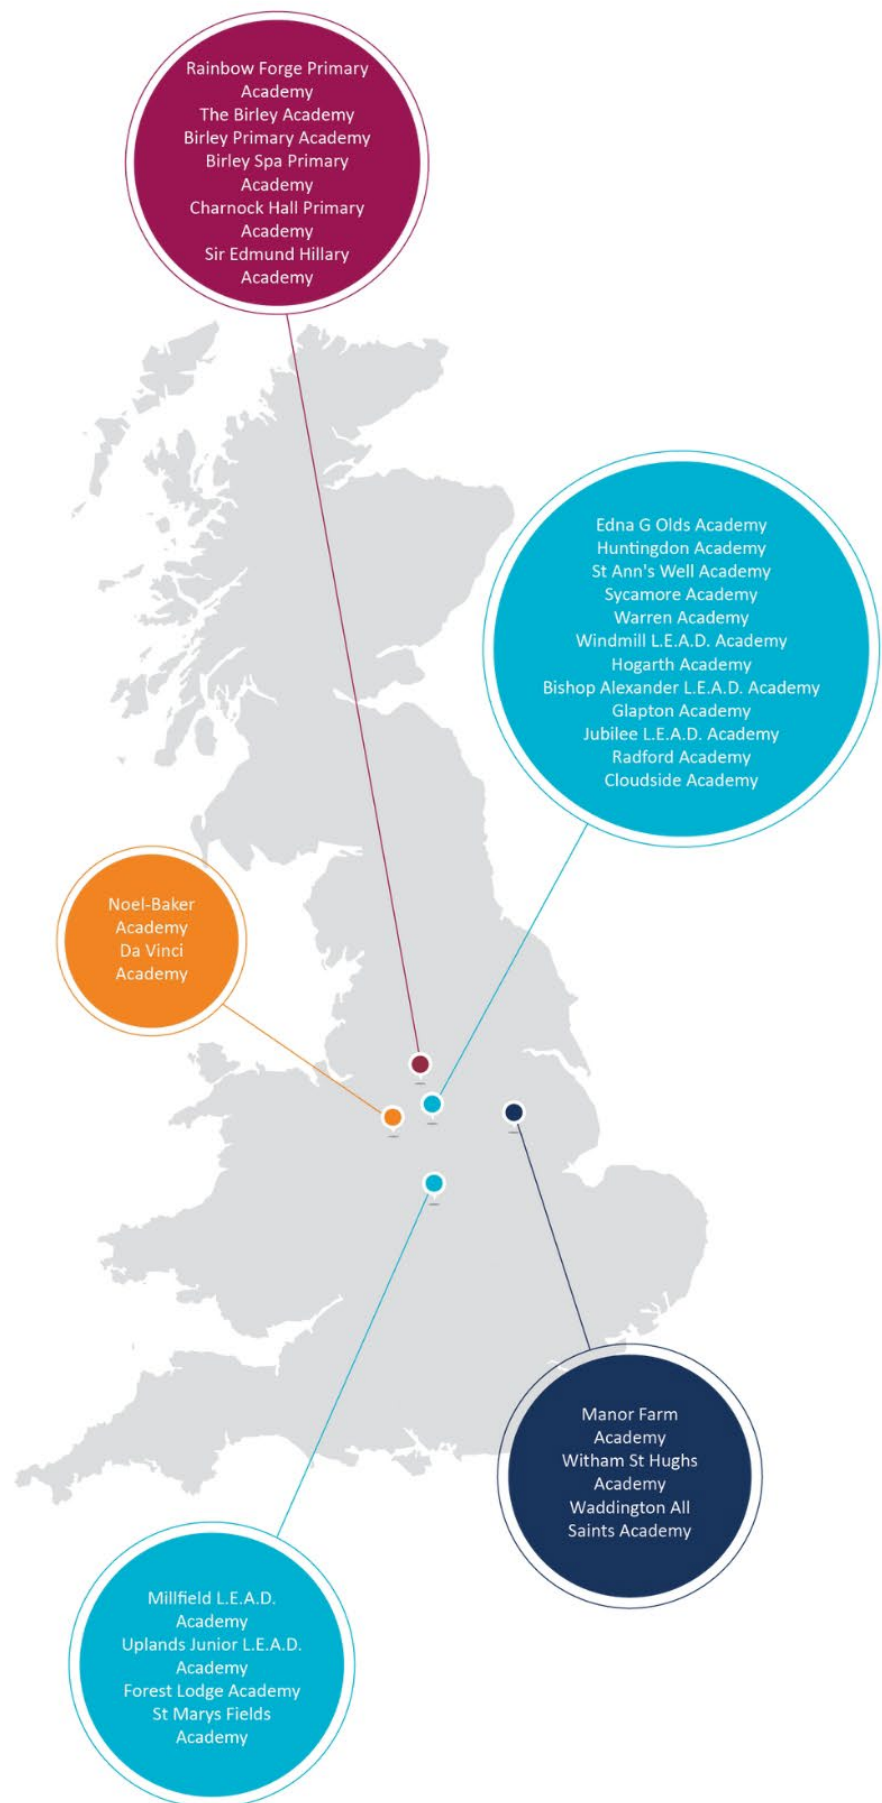 Rainbow Forge Primary
Academy
The Birley Academy
Birley Primary Academy
Birley Spa Primary
Academy
Charnock Hall Primary
Academy
Sir Edmund Hillary
Academy
Edna G Olds Academy
Huntingdon Academy
St Ann's Well Academy
Sycamore Academy
Warren Academy
Windmill L.E.A.D. Academy
Hogarth Academy
Bishop Alexander L.E.A.D. Academy
Glapton Academy
Jubilee L.E.A.D. Academy
Radford Academy
Cloudside Academy
Noel-Baker
Academy
Da Vinci
Academy
Manor Farm
Academy
Witham St Hughs
Academy
Waddington All
Saints Academy
Millfield L.E.A.D.
Academy
Uplands Junior L.E.A.D.
Academy
Forest Lodge Academy
St Marys Fields
Academy